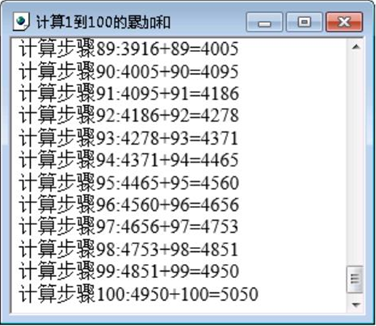 计算1到100的累加和
计算步骤89:3916+89=4005
计算步骤90:4005+90=4095
计算步骤91:4095+91=4186
计算步骤92:4186+92=4278
计算步骤93:4278+93=4371
计算步骤94:4371+94=4465
计算步骤95:4465+95=4560
计算步骤96:4560+96=4656
计算步骤97:4656+97=4753
计算步骤98:4753+98=4851
计算步骤99:4851+99=4950
计算步骤100:4950+100=5050